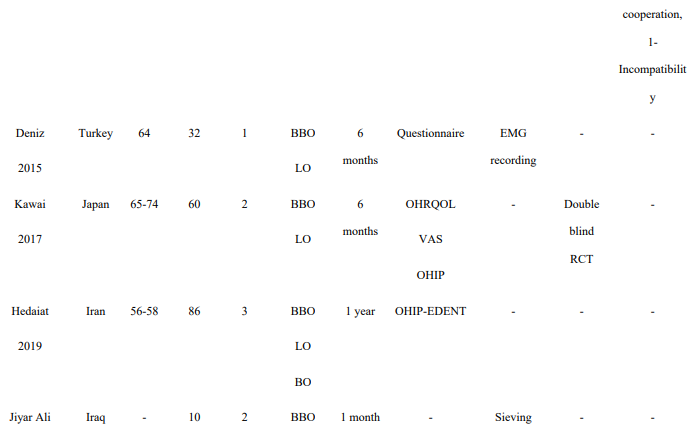 cooperation,
1-
Incompatibilit
y
Deniz Turkey 64 32 1 BBO 6 Questionnaire EMG - -
months recording
2015 LO
Kawai Japan 65-74 60 2 BBO 6 OHRQOL - Double -
months blind
2017 LO VAS
RCT
OHIP
Hedaiat Iran 56-58 86 3 BBO 1 year OHIP-EDENT - - -
2019 LO
BO
Jiyar Ali Iraq - 10 2 BBO 1 month - Sieving - -